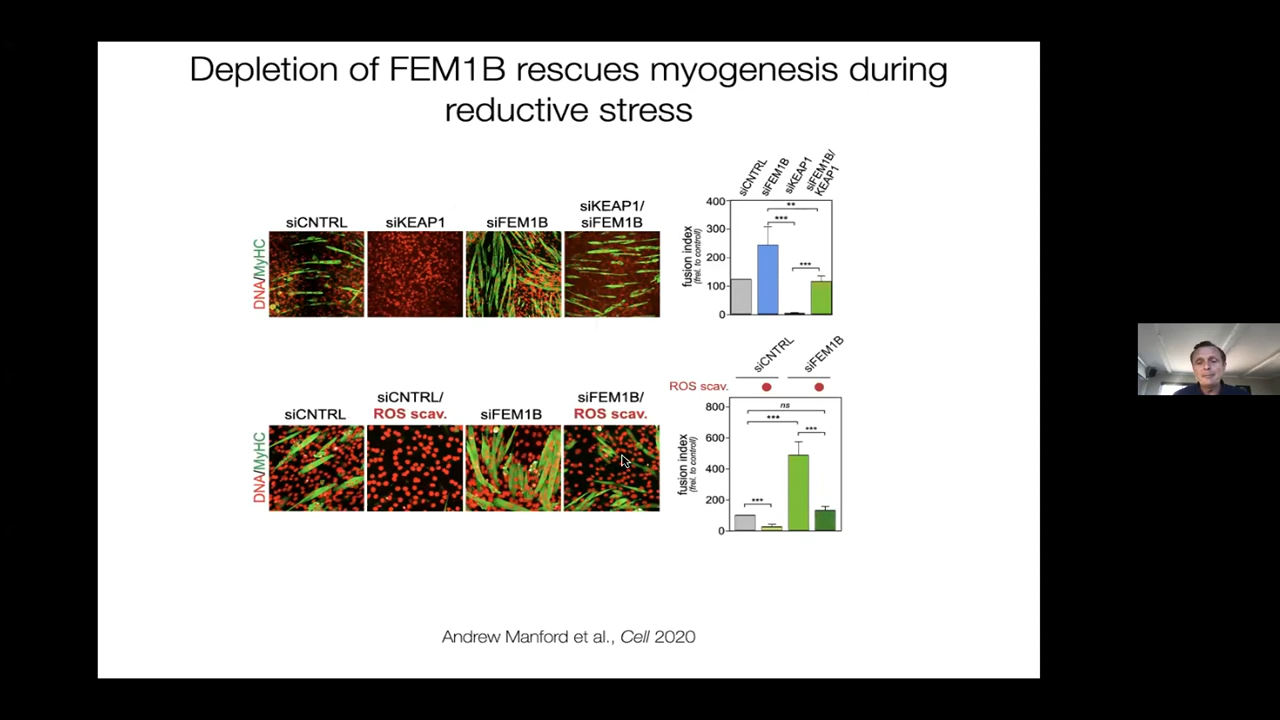 Depletion of FEM1B rescues myogenesis during
reductive stress
siCNTRL
siKEAP1
siFEM1B
siKEAP1/
siFEM1B
DNA/MyHC
siCNTRL
siFEM1B
siKEAP1
siFEM1B/
KEAP1
fusion index
(frel. to control)
400
300
200
100
0
**
***
***
siCNTRL
siCNTRL/
ROS scav.
siFEM1B
siFEM1B/
ROS scav.
DNA/MyHC
siCNTRL
siFEM1B
ROS scav.
fusion index
(frel. to control)
800
600
400
200
0
ns
***
***
***
Andrew Manford et al., Cell 2020